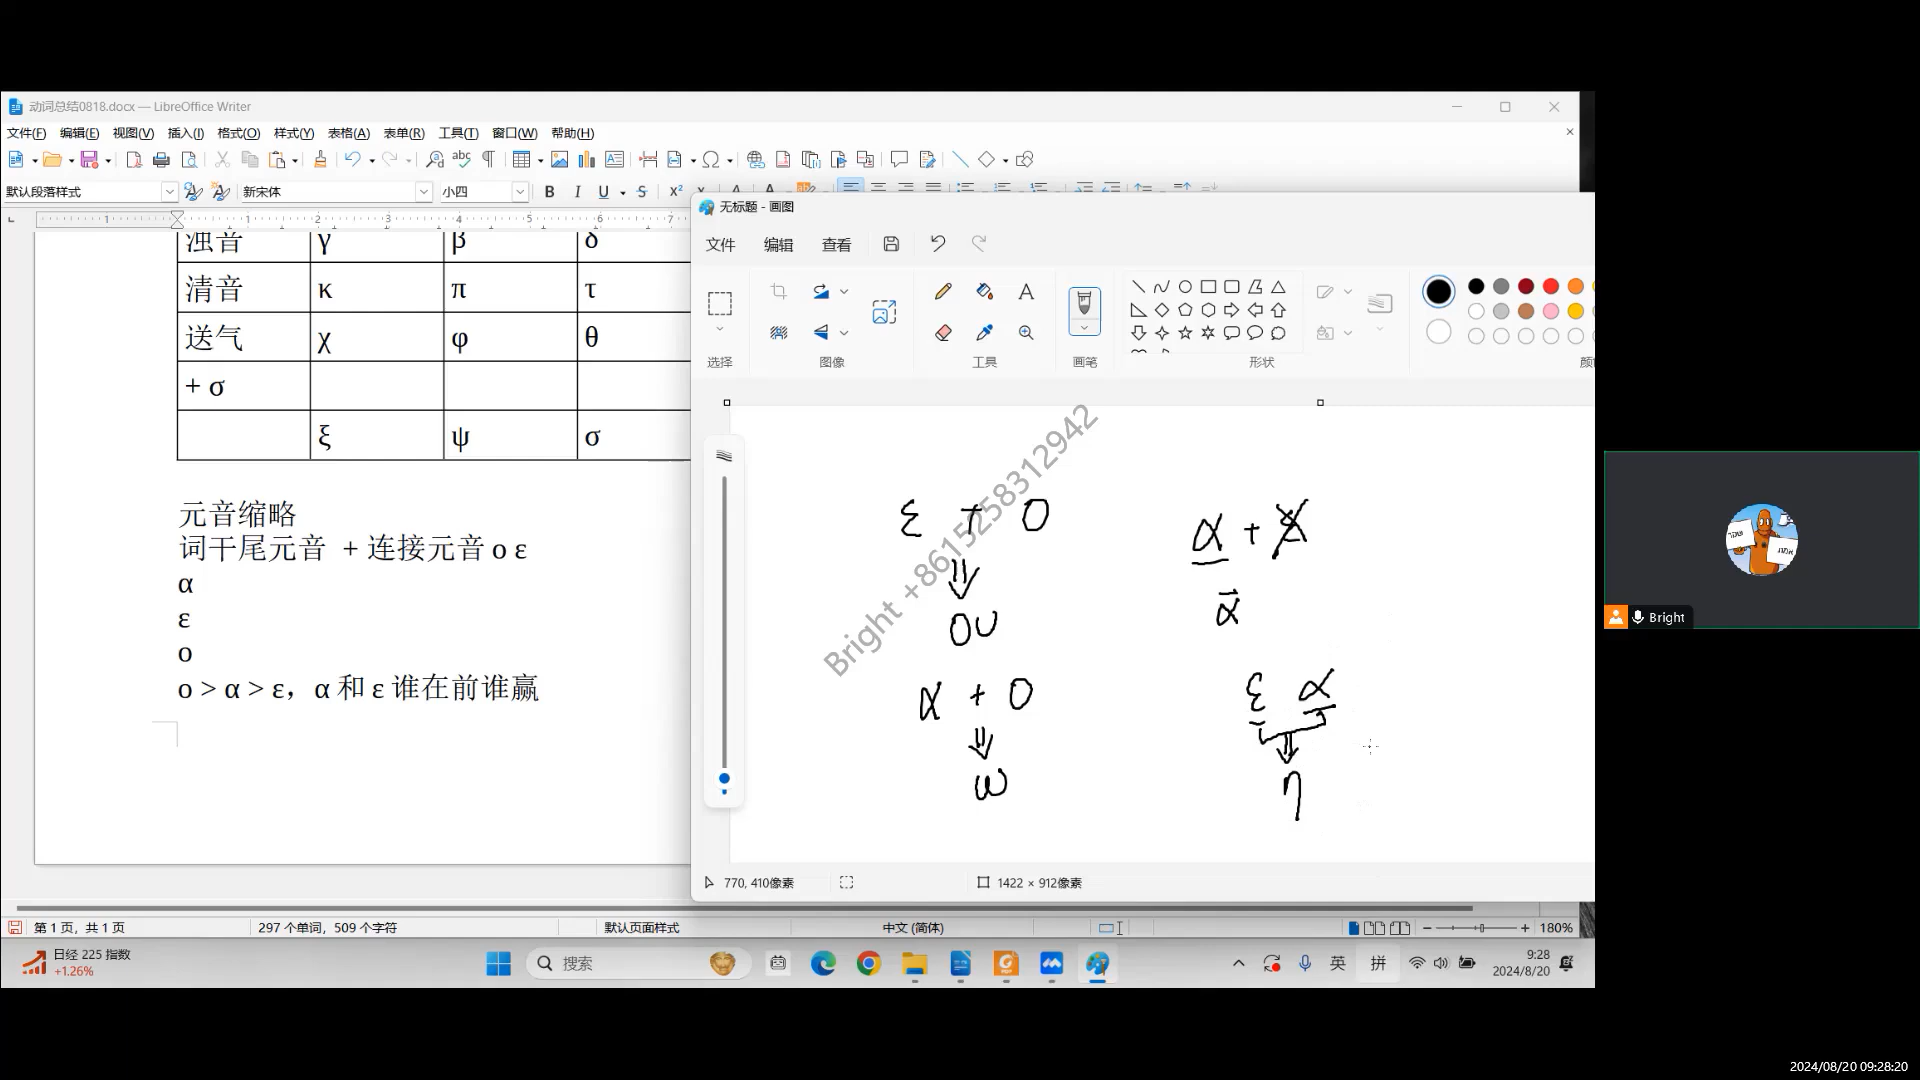 动词总结0818.docx — LibreOffice Writer
文件(F) 编辑(E) 视图(V) 插入(I) 格式(O) 样式(Y) 表格(A) 表单(R) 工具(T) 窗口(W) 帮助(H)
默认段落样式 新宋体 小四
浊音 γ β δ
清音 κ π τ
送气 χ φ θ
+ σ
ξ ψ σ
元音缩略
词干尾元音 + 连接元音 ο ε
α
ε
ο
ο > α > ε，α 和 ε 谁在前谁赢
无标题 - 画图
文件 编辑 查看
选择 图像 工具 画笔 形状
ε + ο
ου
α + ο
ω
α +
ᾱ
ε α
η
Bright +8615258312942
770, 410像素 1422 × 912像素
第 1 页，共 1 页 297 个单词，509 个字符 默认页面样式 中文 (简体) 180%
日经 225 指数
+1.26%
搜索
英 拼
9:28
2024/8/20
Bright
2024/08/20 09:28:20